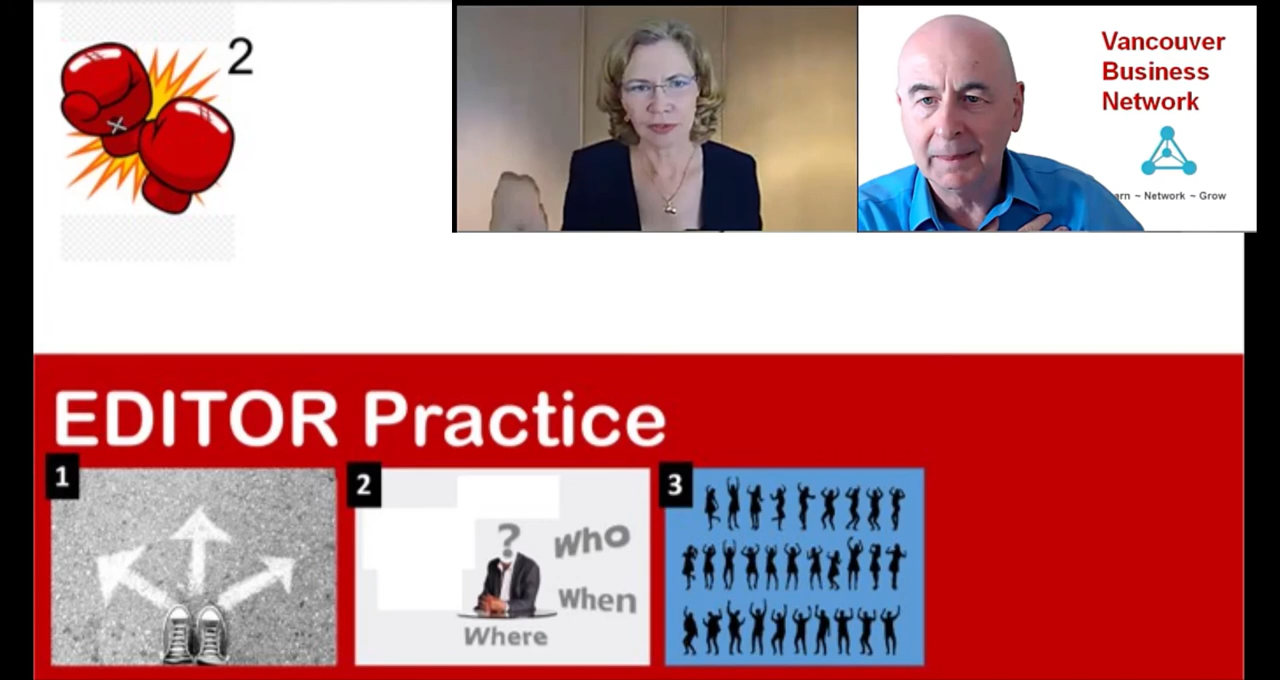 2
Vancouver
Business
Network
~ Network ~ Grow
EDITOR Practice
1
2
3
?
Who
When
Where